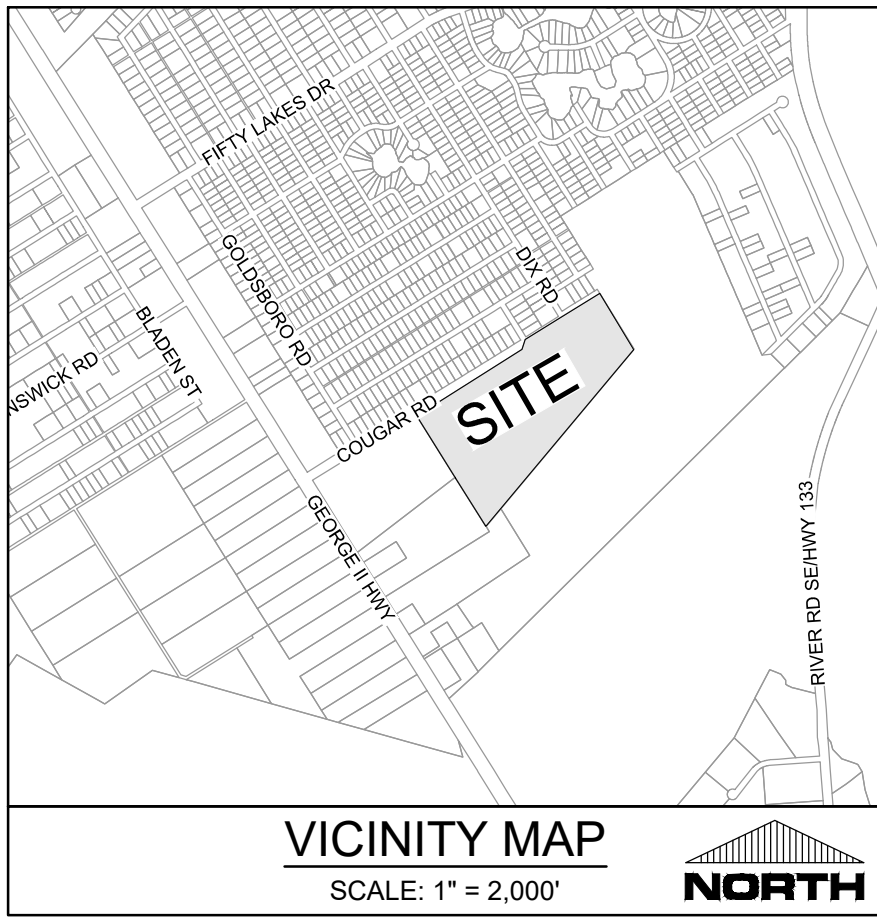 FIFTY LAKES DR
GOLDSBORO RD
DIX RD
BLADEN ST
NSWICK RD
SITE
COUGAR RD
GEORGE II HWY
RIVER RD SE/HWY 133
VICINITY MAP
SCALE: 1" = 2,000'
NORTH